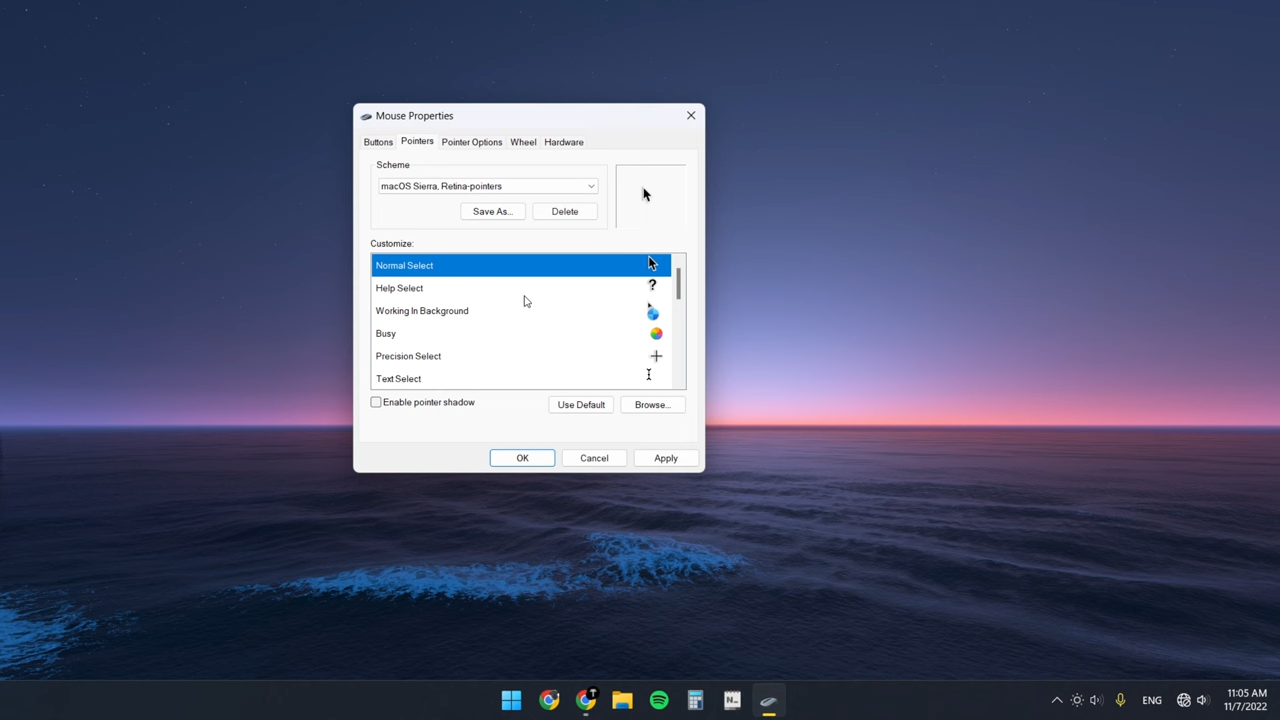 Mouse Properties
Buttons Pointers Pointer Options Wheel Hardware
Scheme
macOS Sierra, Retina-pointers
Save As... Delete
Customize:
Normal Select
Help Select
Working In Background
Busy
Precision Select
Text Select
Enable pointer shadow
Use Default Browse...
OK Cancel Apply
ENG
11:05 AM
11/7/2022